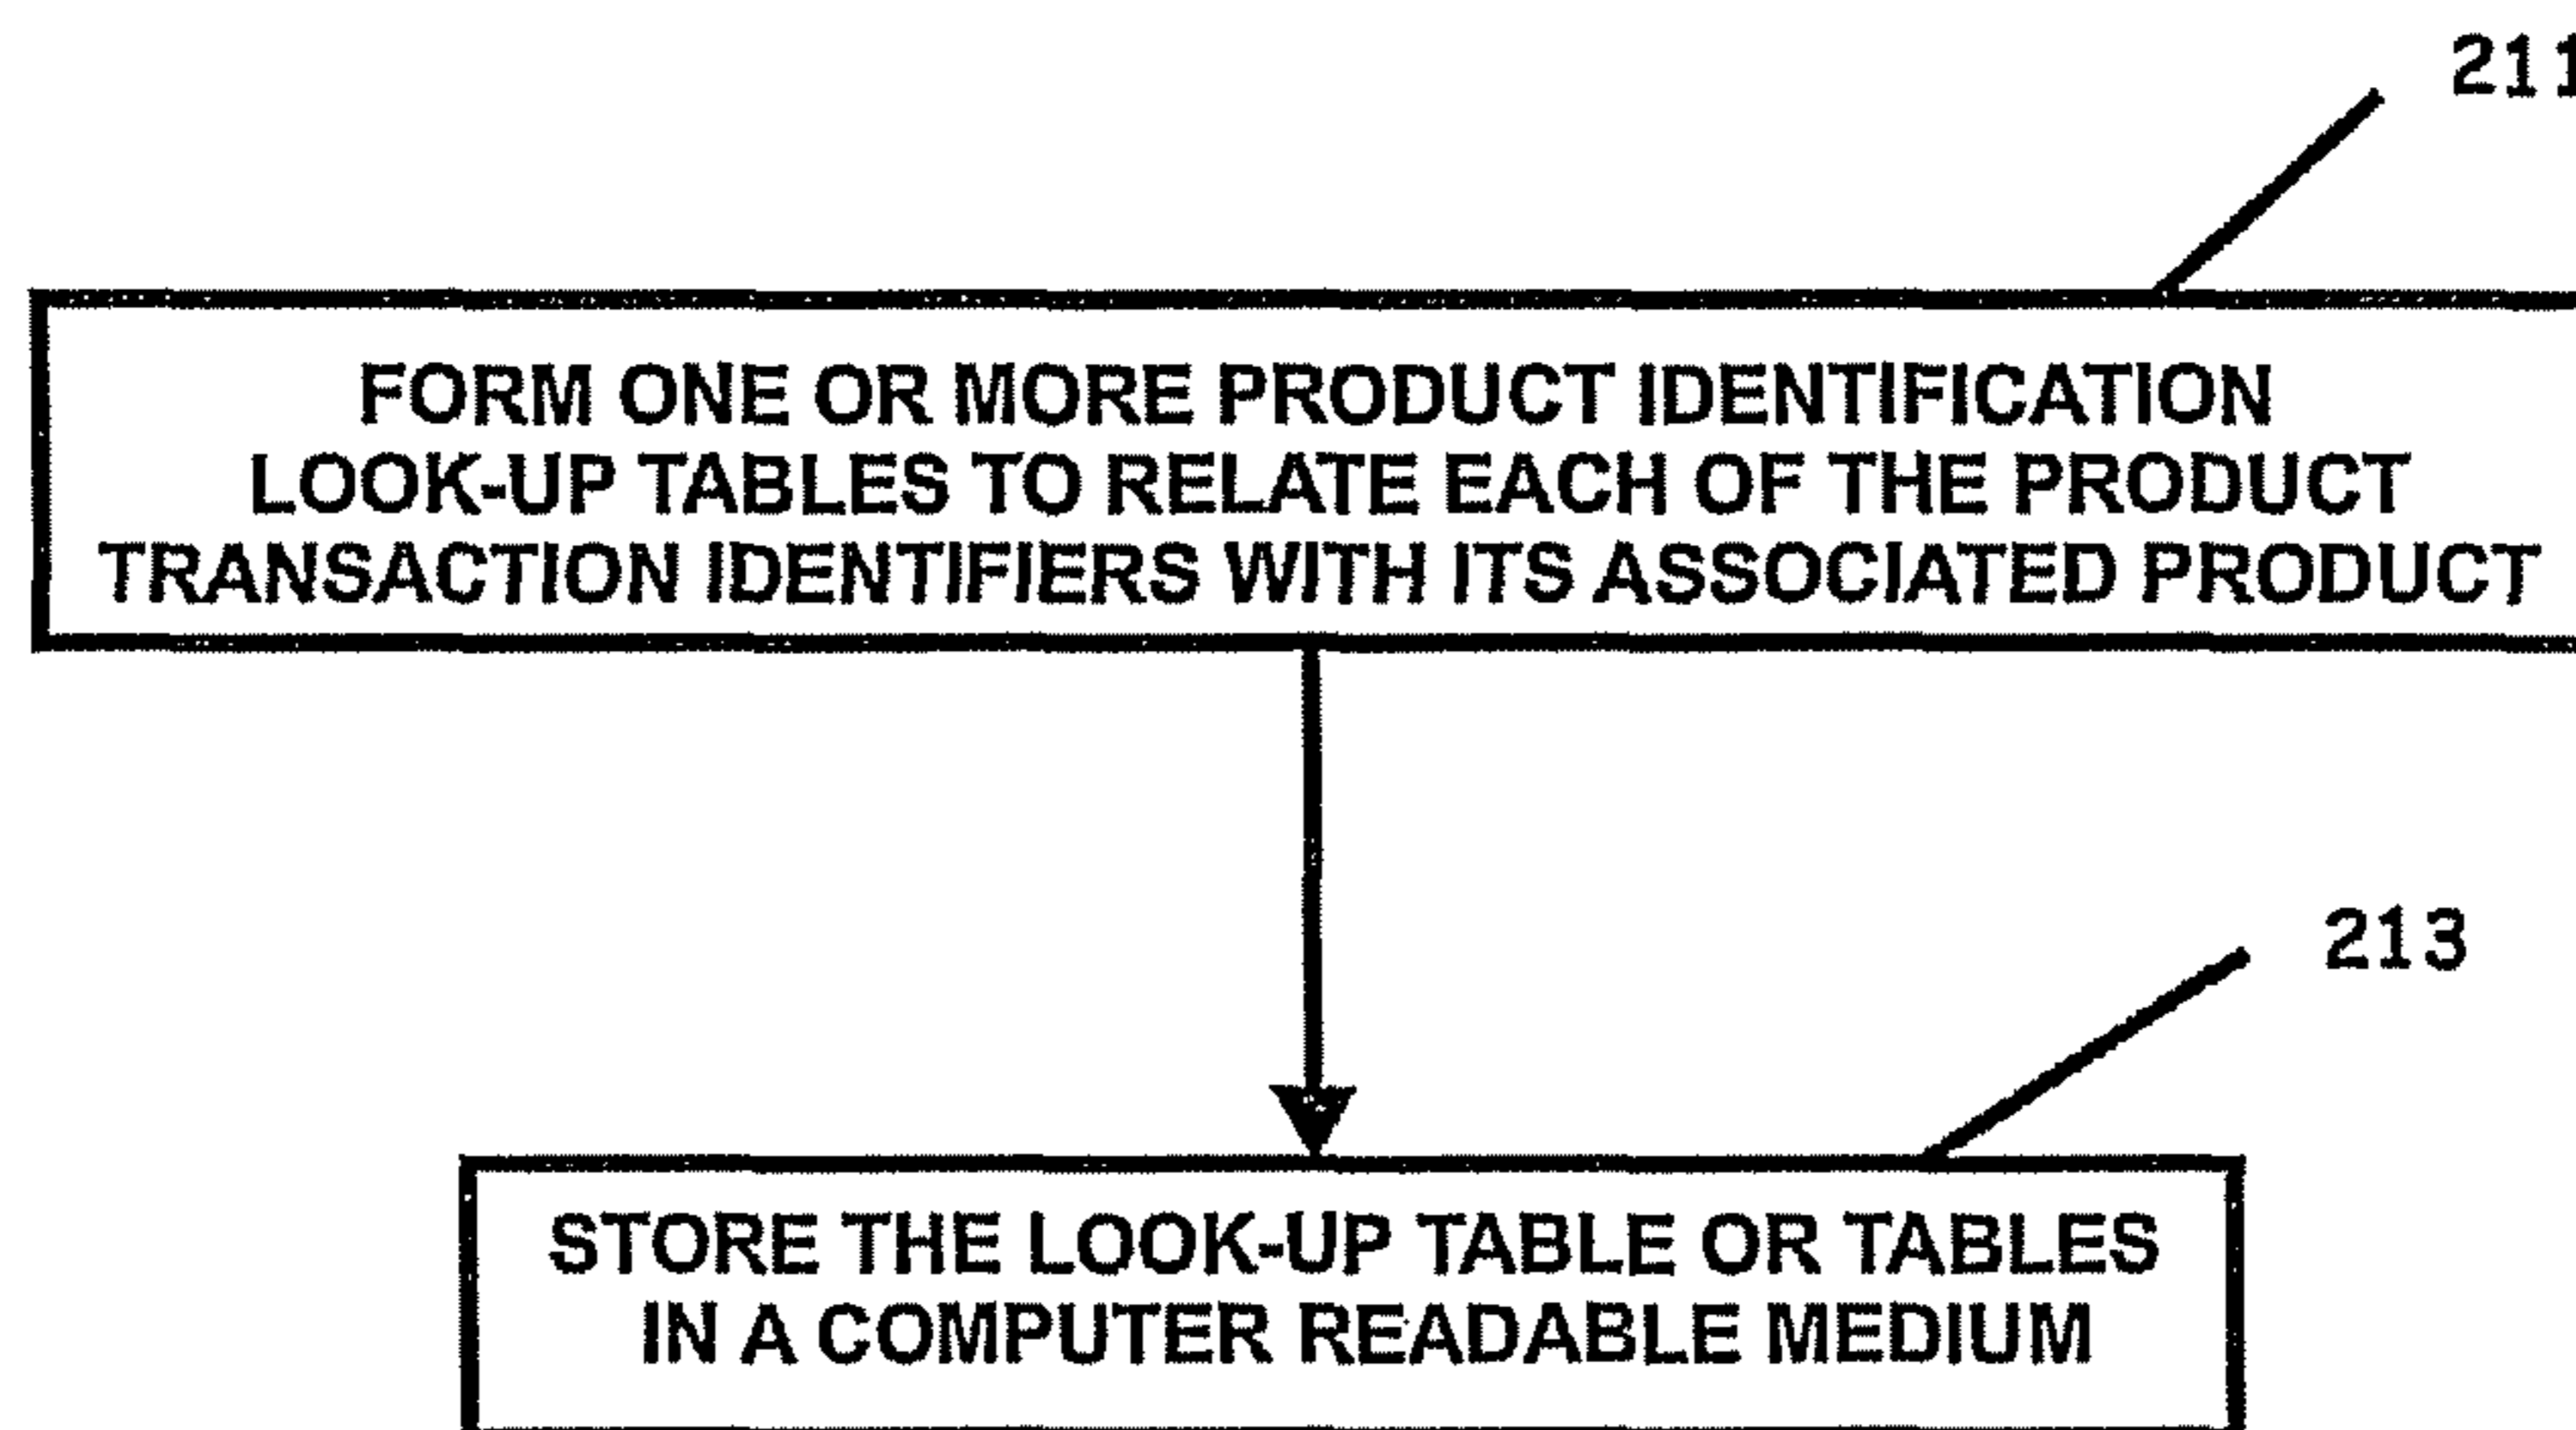 211
FORM ONE OR MORE PRODUCT IDENTIFICATION
LOOK-UP TABLES TO RELATE EACH OF THE PRODUCT
TRANSACTION IDENTIFIERS WITH ITS ASSOCIATED PRODUCT
213
STORE THE LOOK-UP TABLE OR TABLES
IN A COMPUTER READABLE MEDIUM